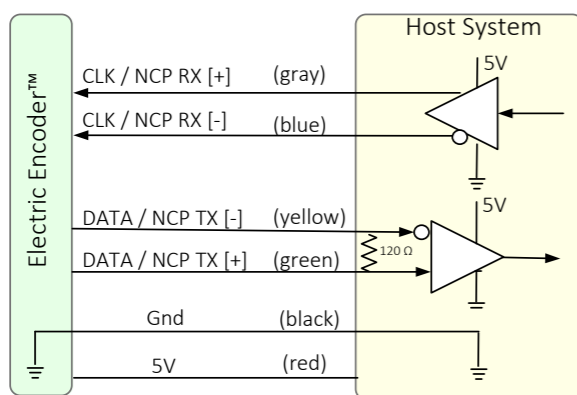 Host System
5V
CLK / NCP RX [+] (gray)
CLK / NCP RX [-] (blue)
Electric Encoder™
5V
DATA / NCP TX [-] (yellow)
120 Ω
DATA / NCP TX [+] (green)
Gnd (black)
5V (red)